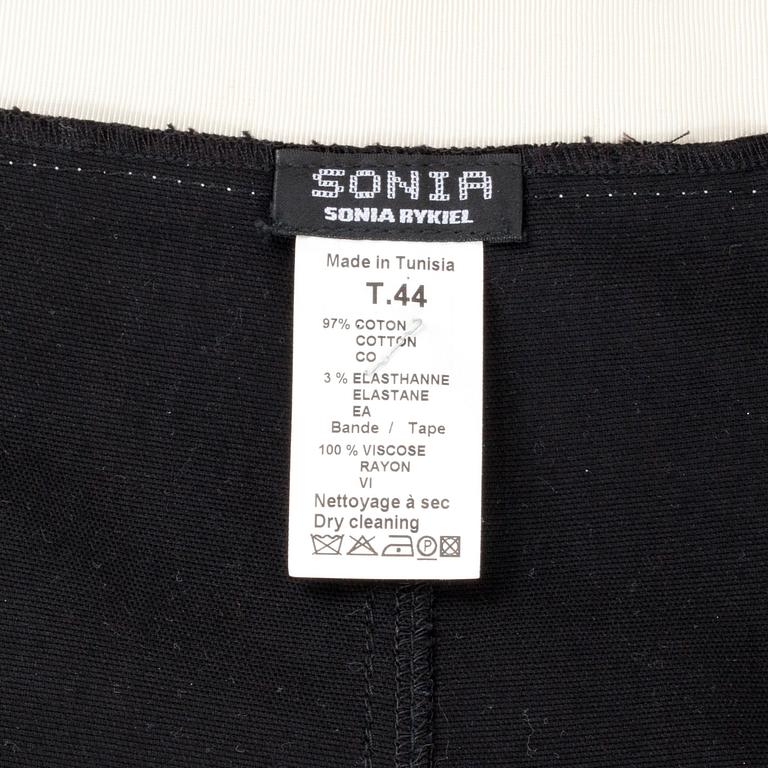 SONIA
SONIA RYKIEL
Made in Tunisia
T.44
97% COTON
COTTON
CO
3 % ELASTHANNE
ELASTANE
EA
Bande / Tape
100 % VISCOSE
RAYON
VI
Nettoyage à sec
Dry cleaning
P